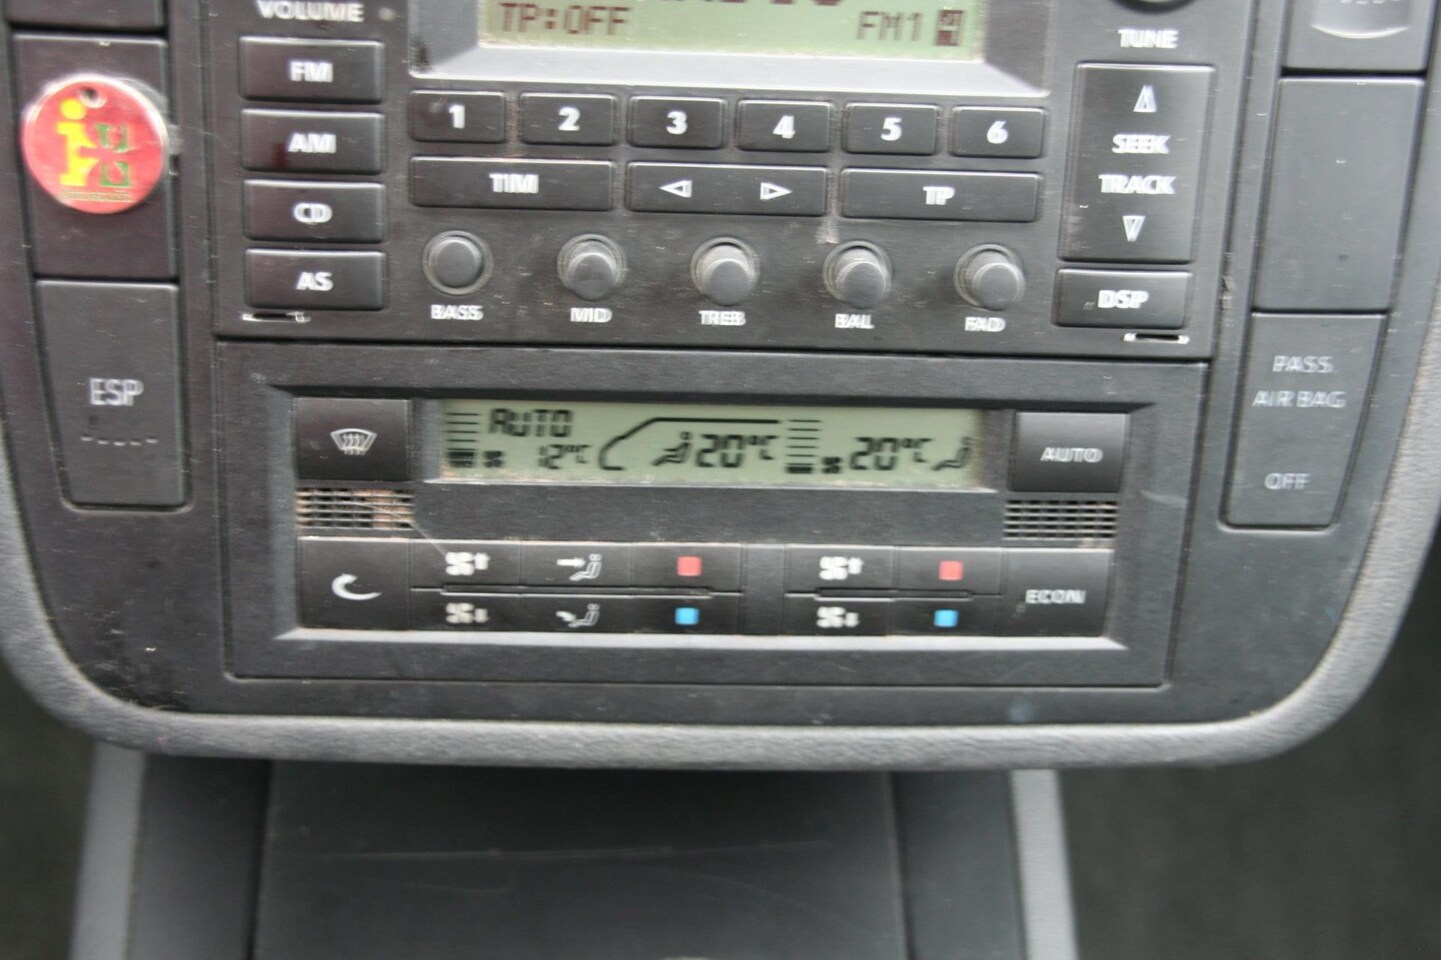 VOLUME
TP:OFF
FM1
TUNE
FM
AM
CD
AS
1 2 3 4 5 6
TIM
TP
SEEK
TRACK
DSP
BASS MID TREB BAL FAD
ESP
PASS
AIR BAG
OFF
AUTO
12°C 20°C 20°C
AUTO
ECON